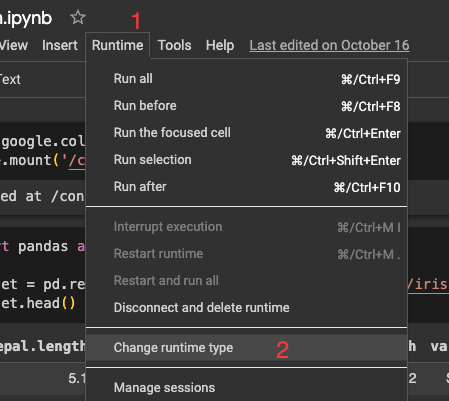 n.ipynb
1
View Insert Runtime Tools Help Last edited on October 16
Text
Run all ⌘/Ctrl+F9
Run before ⌘/Ctrl+F8
Run the focused cell ⌘/Ctrl+Enter
google.col
Run selection ⌘/Ctrl+Shift+Enter
e.mount('/c
Run after ⌘/Ctrl+F10
ed at /con
Interrupt execution ⌘/Ctrl+M I
rt pandas a
Restart runtime ⌘/Ctrl+M .
Restart and run all
et = pd.re /iris
et.head()
Disconnect and delete runtime
epal.length Change runtime type 2 h va
5.1 2
Manage sessions